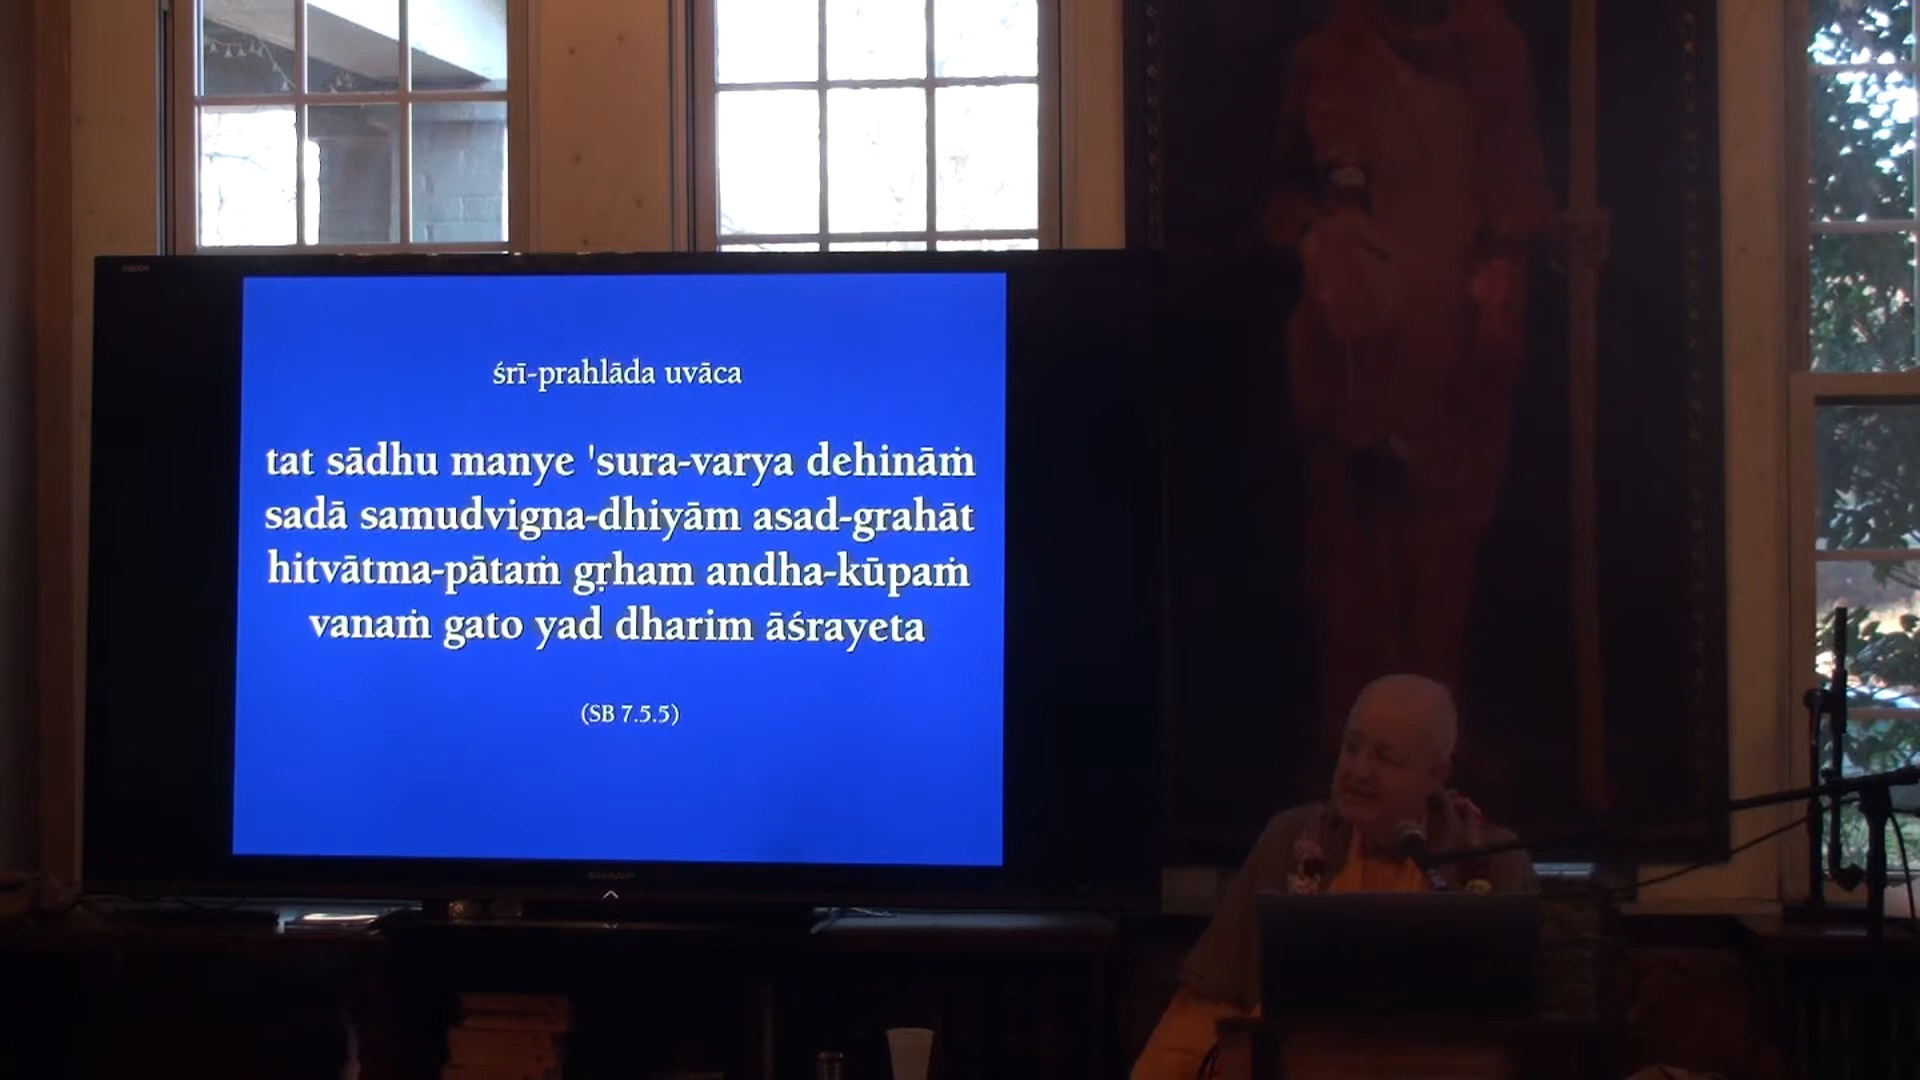 śrī-prahlāda uvāca
tat sādhu manye 'sura-varya dehināṁ
sadā samudvigna-dhiyām asad-grahāt
hitvātma-pātaṁ gṛham andha-kūpaṁ
vanaṁ gato yad dharim āśrayeta
(SB 7.5.5)
SHARP